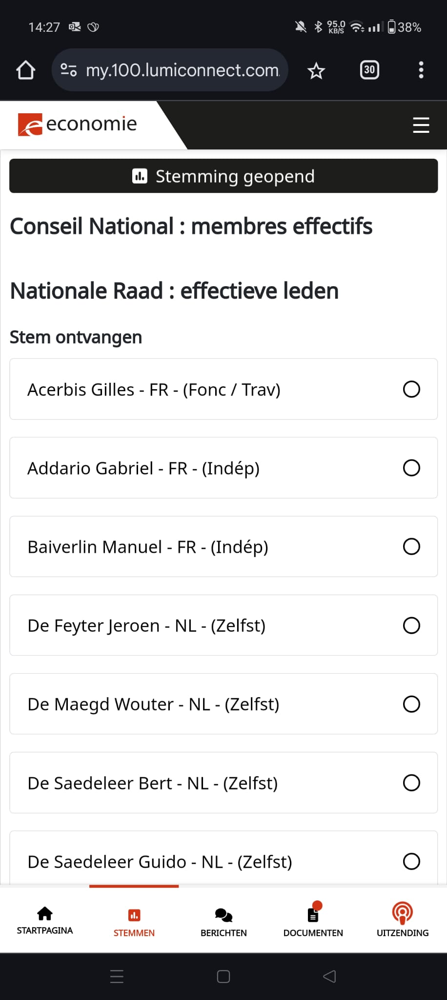 14:27
95.0
KB/S
38%
my.100.lumiconnect.com
30
economie
Stemming geopend
Conseil National : membres effectifs
Nationale Raad : effectieve leden
Stem ontvangen
Acerbis Gilles - FR - (Fonc / Trav)
Addario Gabriel - FR - (Indép)
Baiverlin Manuel - FR - (Indép)
De Feyter Jeroen - NL - (Zelfst)
De Maegd Wouter - NL - (Zelfst)
De Saedeleer Bert - NL - (Zelfst)
De Saedeleer Guido - NL - (Zelfst)
STARTPAGINA
STEMMEN
BERICHTEN
DOCUMENTEN
UITZENDING